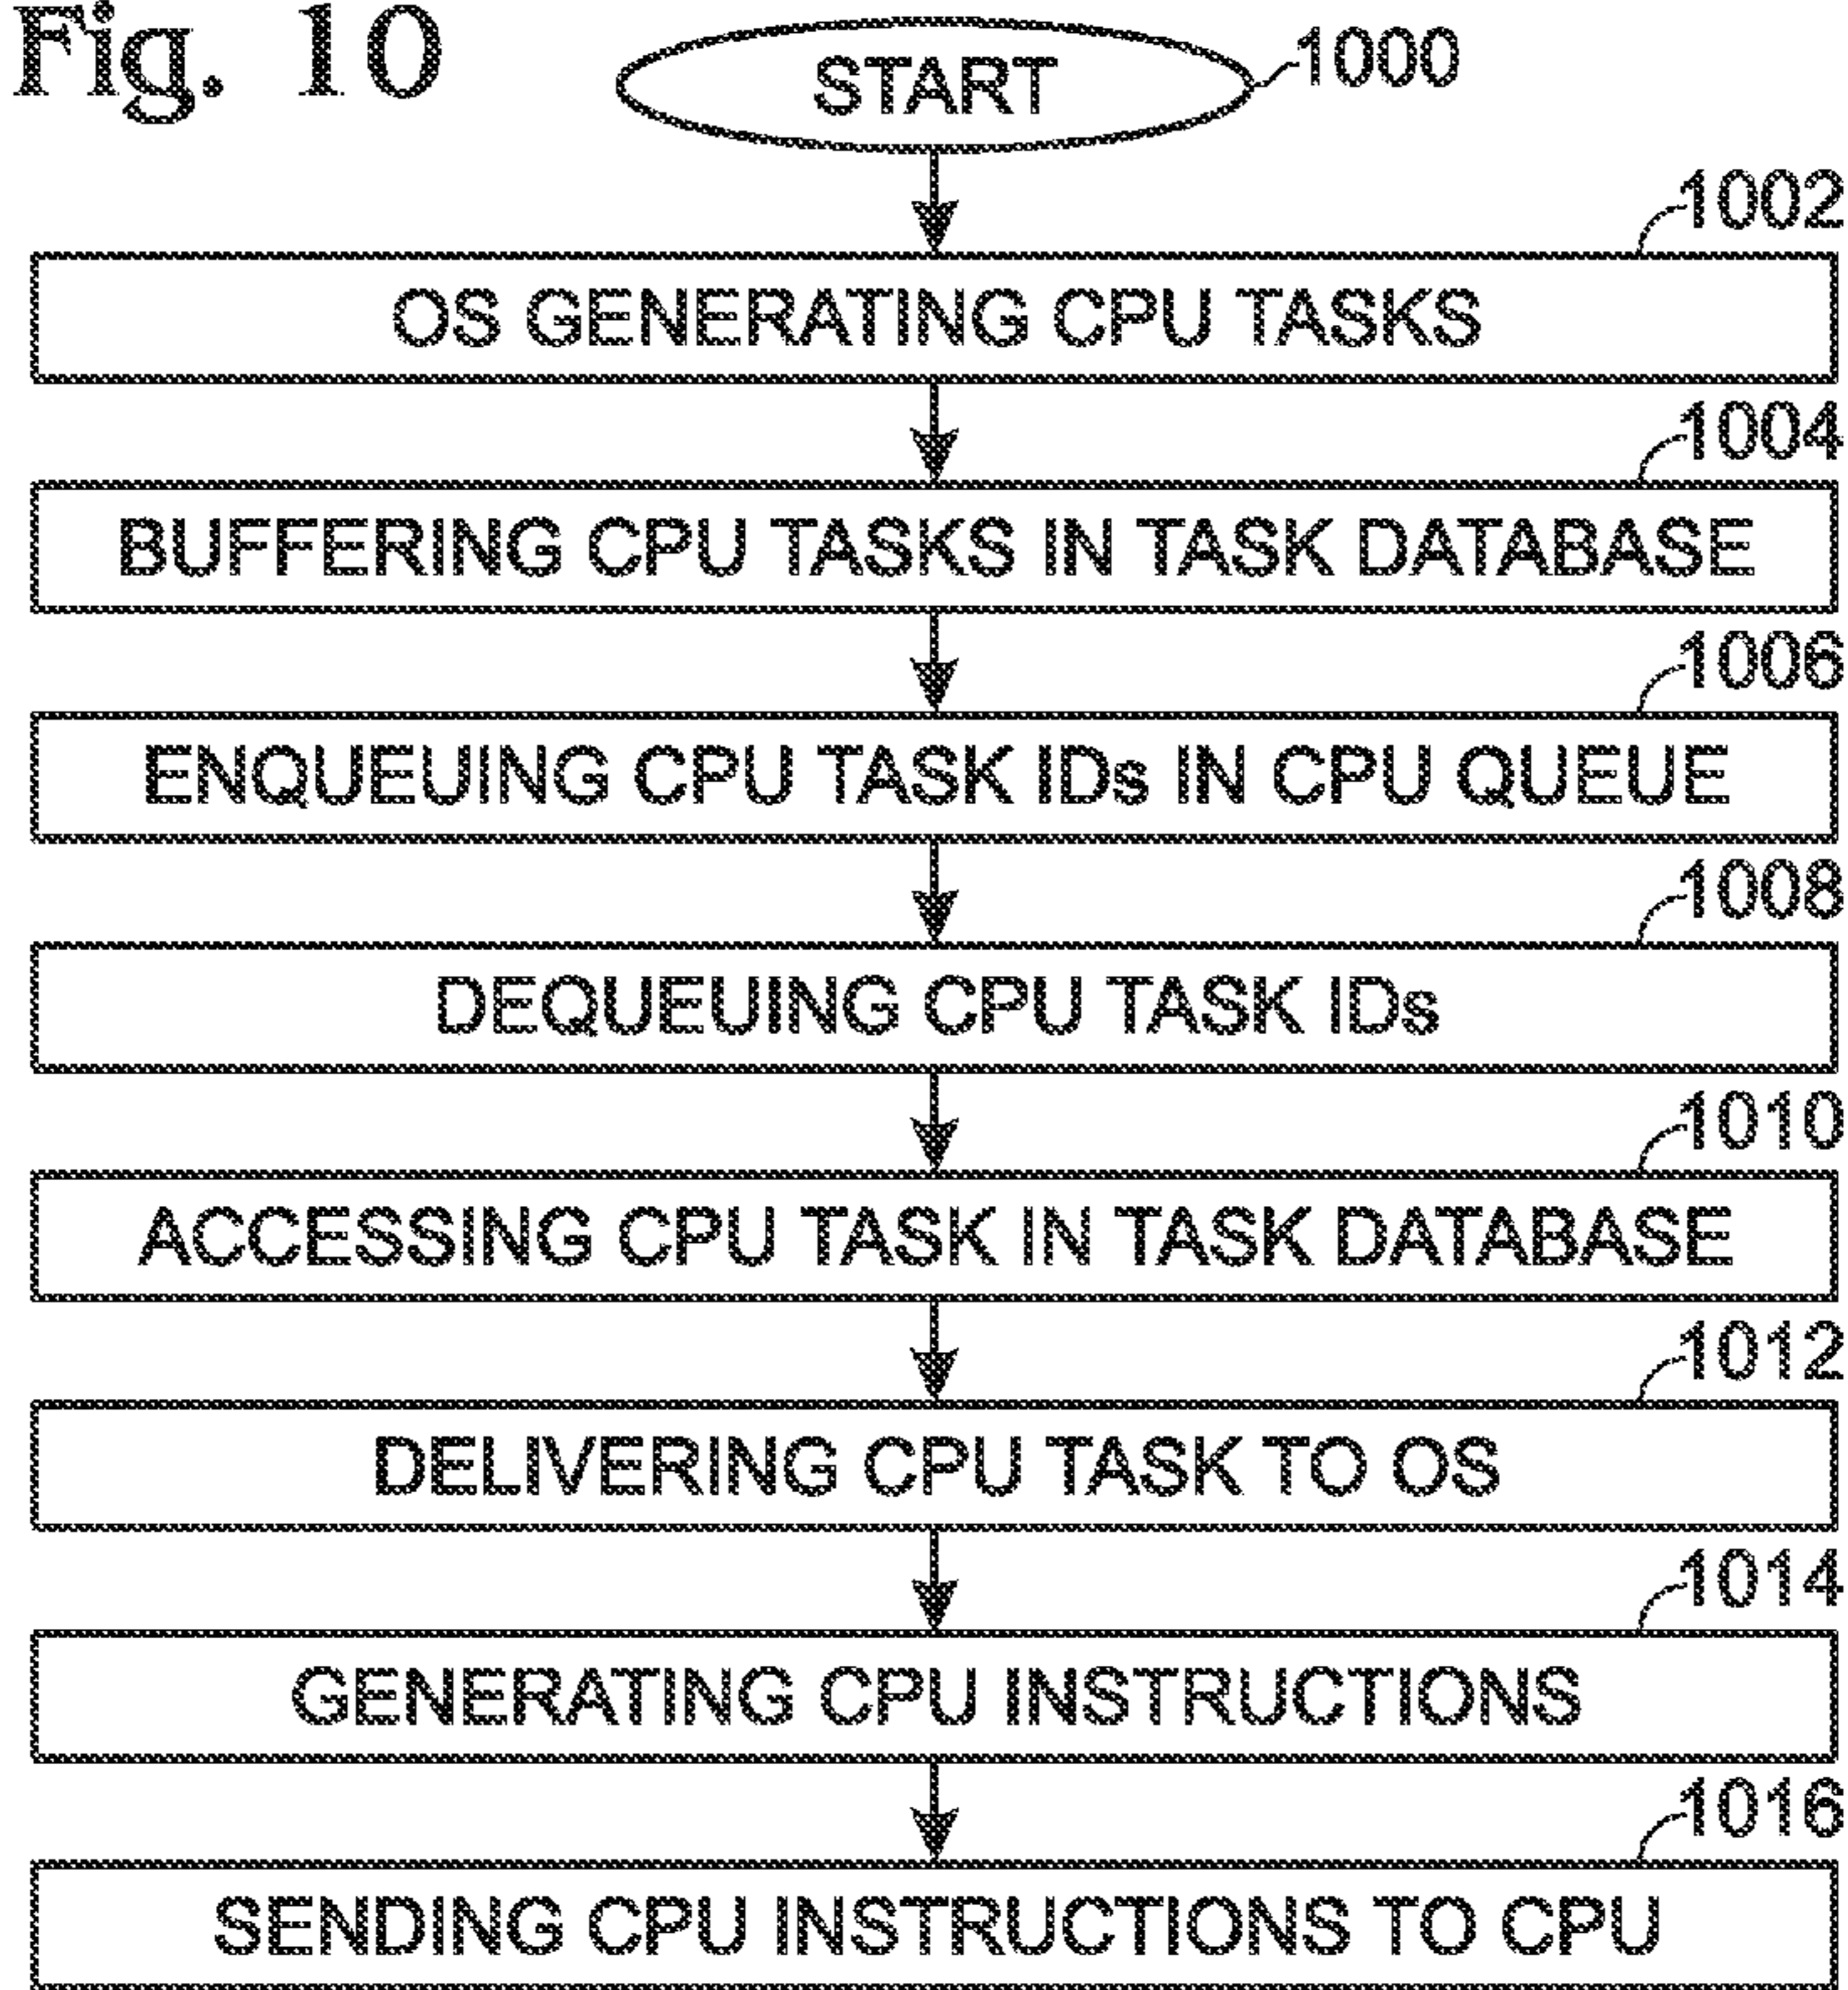 Fig. 10
START
1000
1002
OS GENERATING CPU TASKS
1004
BUFFERING CPU TASKS IN TASK DATABASE
1006
ENQUEUING CPU TASK IDs IN CPU QUEUE
1008
DEQUEUING CPU TASK IDs
1010
ACCESSING CPU TASK IN TASK DATABASE
1012
DELIVERING CPU TASK TO OS
1014
GENERATING CPU INSTRUCTIONS
1016
SENDING CPU INSTRUCTIONS TO CPU